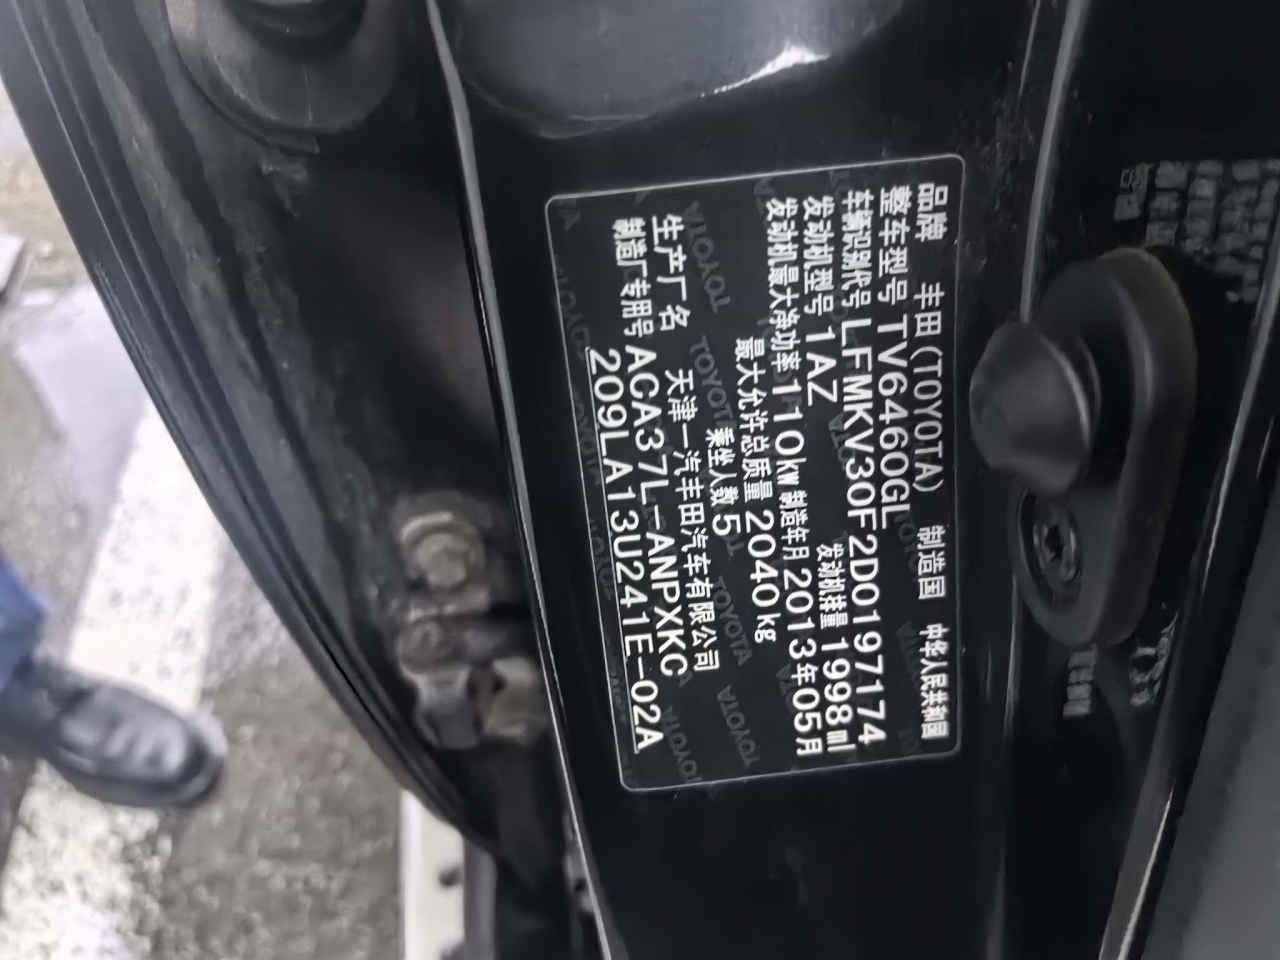 品牌 丰田(TOYOTA) 制造国 中华人民共和国
整车型号 TV6460GL
车辆识别代号 LFMKV30F2D0197174
发动机型号 1AZ 发动机排量 1998ml
发动机最大净功率 110kW 制造年月 2013年05月
最大允许总质量 2040kg
乘坐人数 5
生产厂名 天津一汽丰田汽车有限公司
制造厂专用号 ACA37L-ANPXKC
209LA13U241E-02A